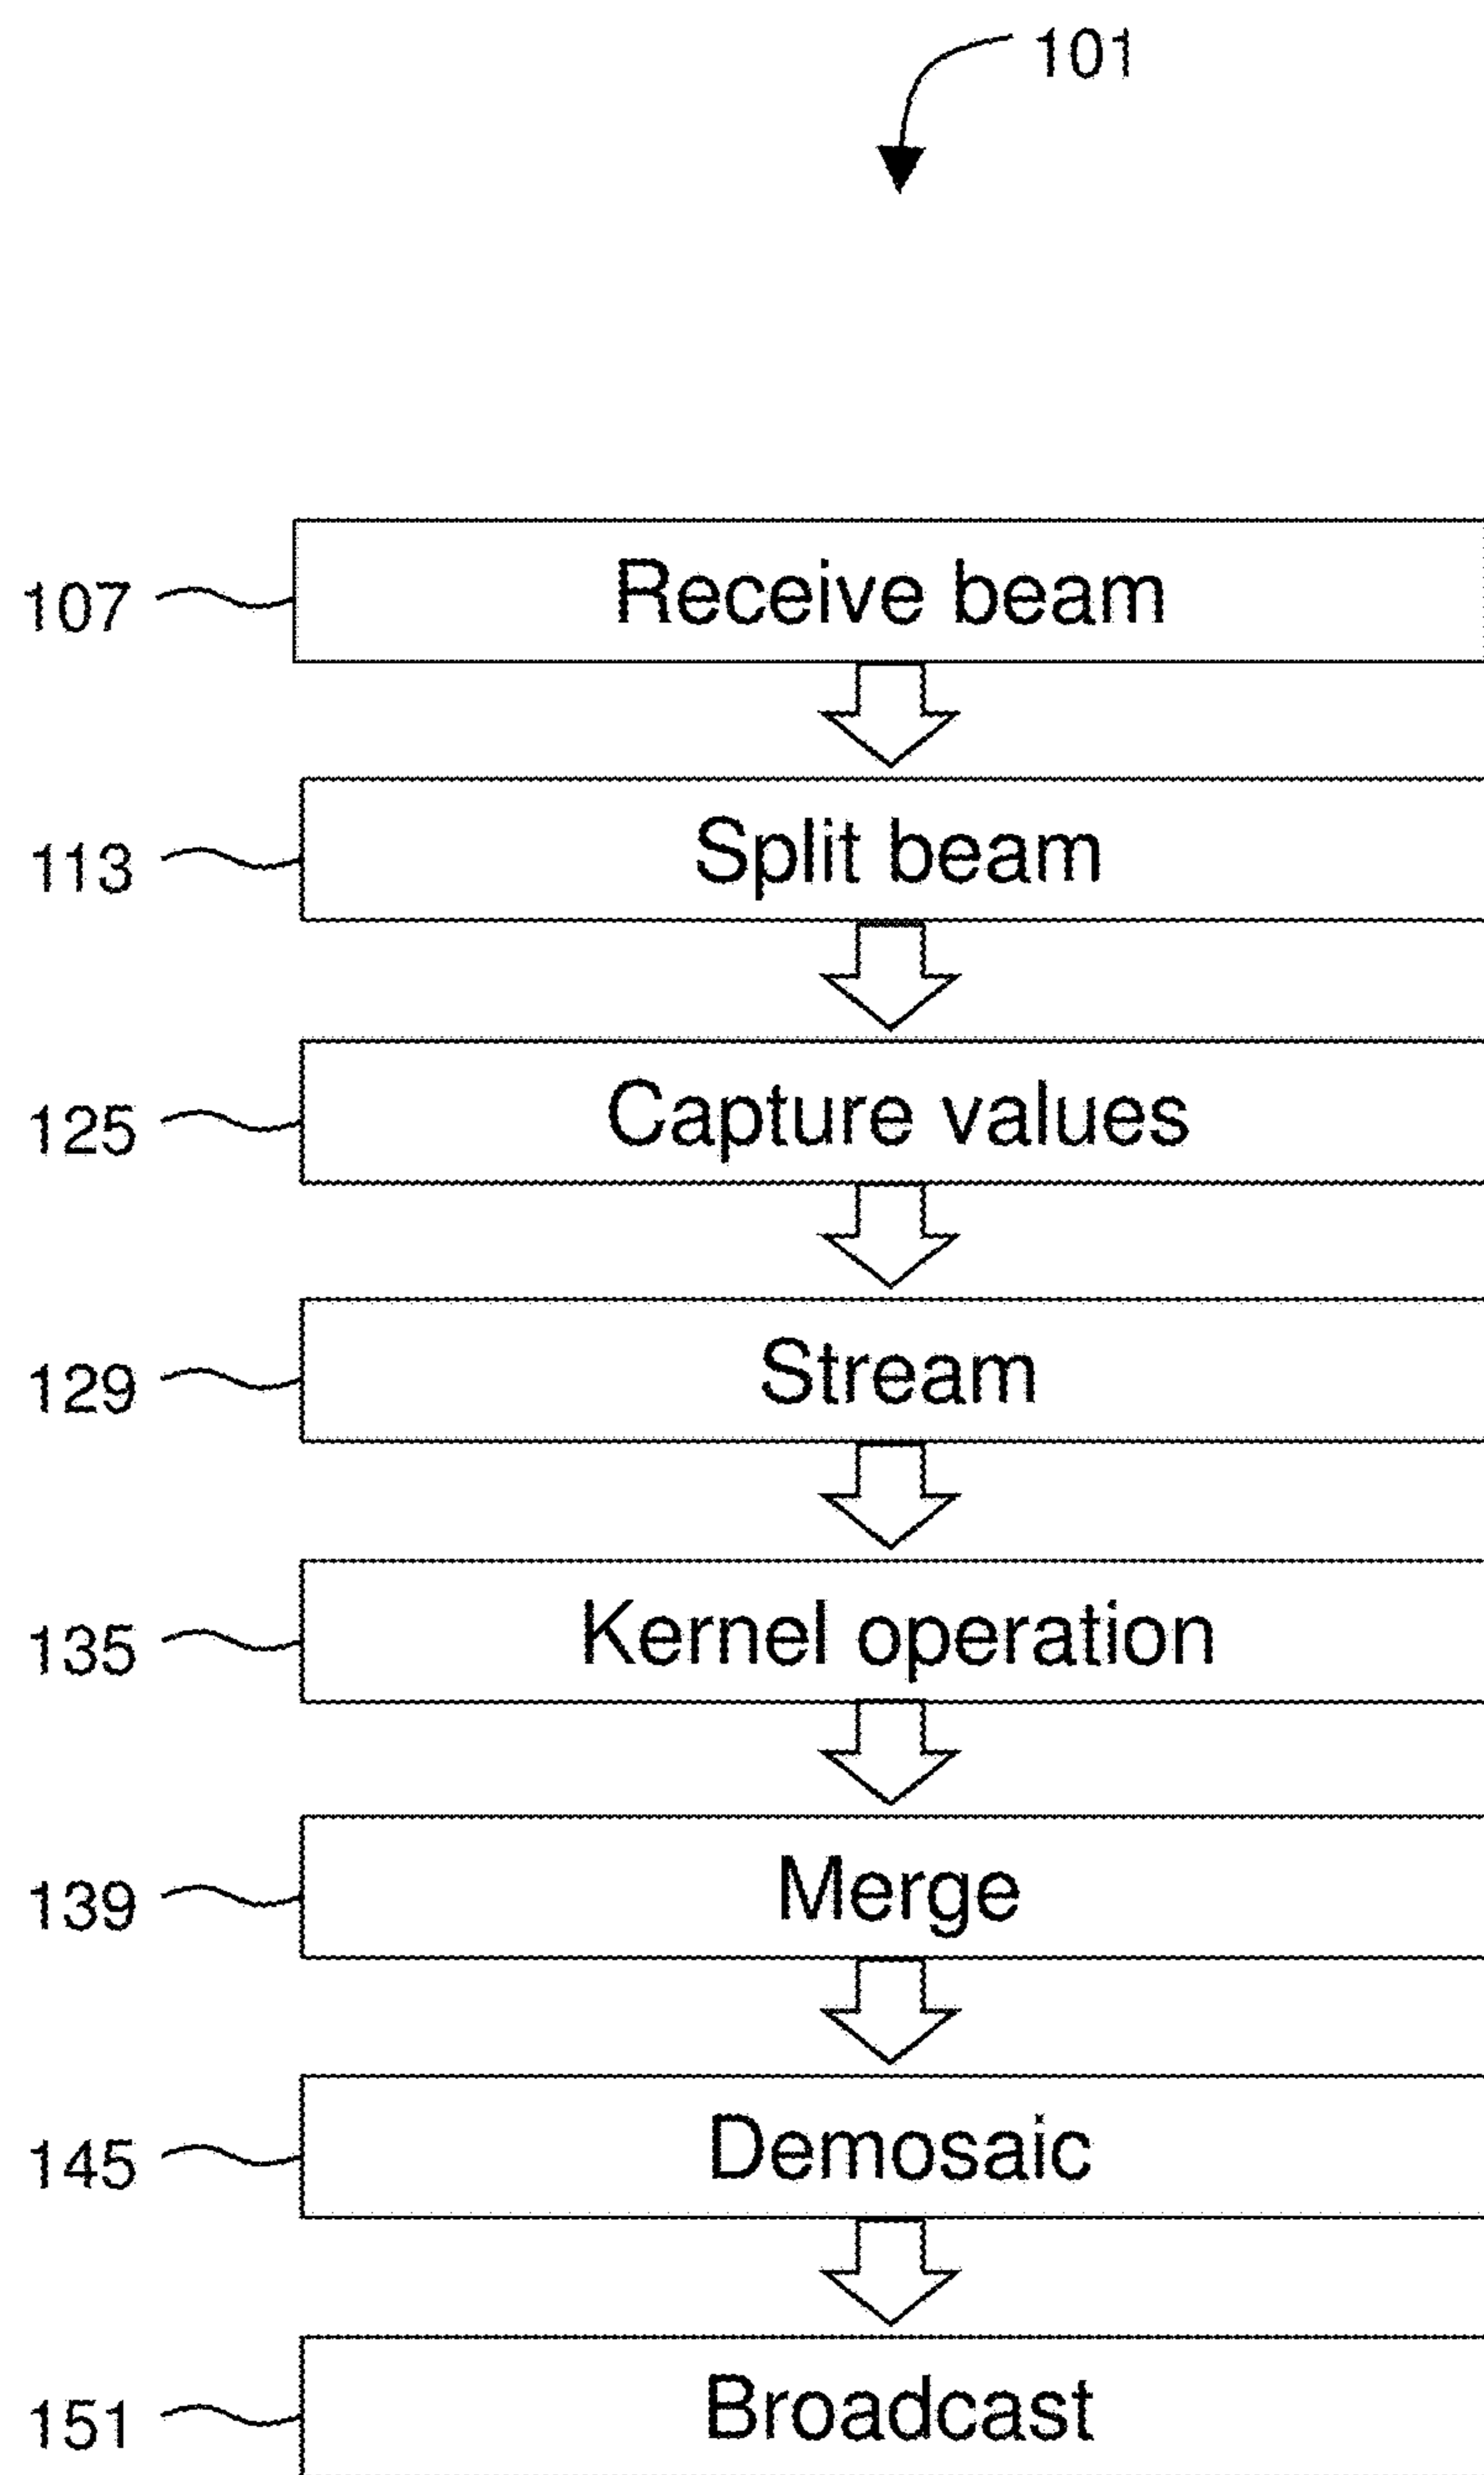 101
107 Receive beam
113 Split beam
125 Capture values
129 Stream
135 Kernel operation
139 Merge
145 Demosaic
151 Broadcast